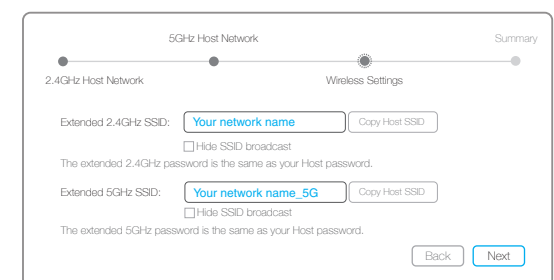 5GHz Host Network Summary
2.4GHz Host Network Wireless Settings
Extended 2.4GHz SSID: Your network name Copy Host SSID
Hide SSID broadcast
The extended 2.4GHz password is the same as your Host password.
Extended 5GHz SSID: Your network name_5G Copy Host SSID
Hide SSID broadcast
The extended 5GHz password is the same as your Host password.
Back Next